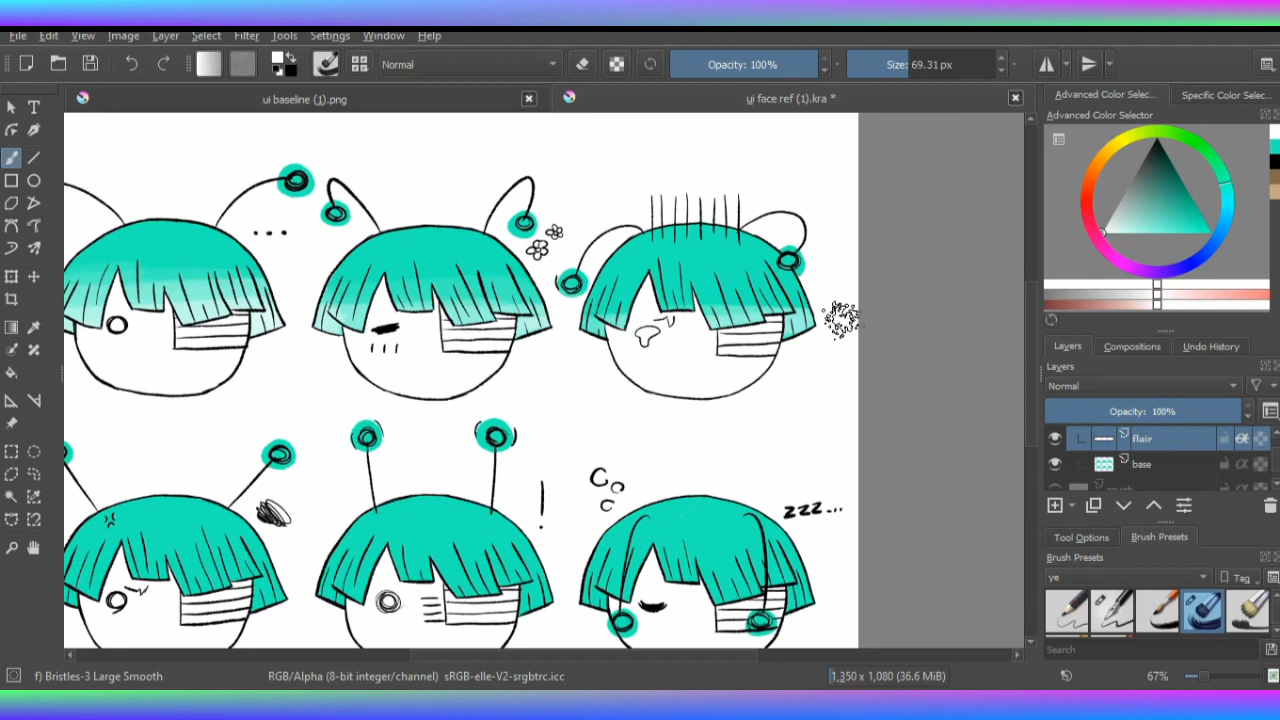 File Edit View Image Layer Select Filter Tools Settings Window Help
Normal Opacity: 100% Size: 69.31 px
ui baseline (1).png ui face ref (1).kra * Advanced Color Selec... Specific Color Selec...
Advanced Color Selector
...
Layers Compositions Undo History
Layers
Normal
Opacity: 100%
flair
base
!
zzz...
Tool Options Brush Presets
Brush Presets
ye Tag
Search
f) Bristles-3 Large Smooth RGB/Alpha (8-bit integer/channel) sRGB-elle-V2-srgbtrc.icc 1,350 x 1,080 (36.6 MiB) 67%